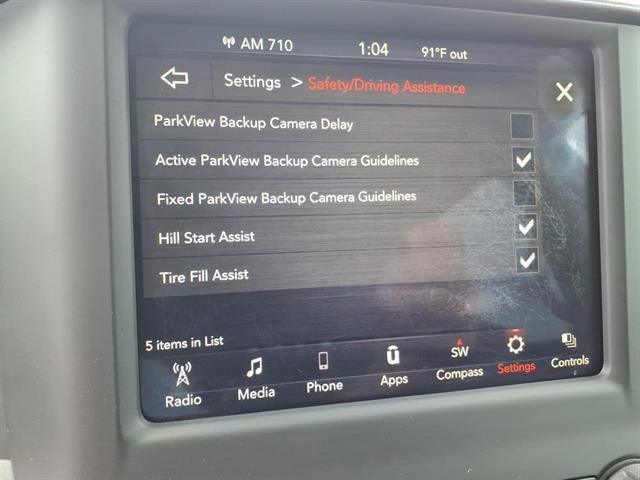 AM 710 1:04 91°F out
Settings > Safety/Driving Assistance
ParkView Backup Camera Delay
Active ParkView Backup Camera Guidelines
Fixed ParkView Backup Camera Guidelines
Hill Start Assist
Tire Fill Assist
5 items in List
SW
Radio Media Phone Apps Compass Settings Controls